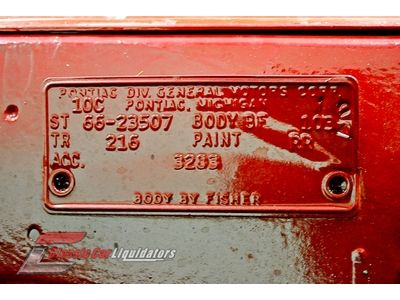 PONTIAC DIV. GENERAL MOTORS CORP.
10C PONTIAC, MICHIGAN
ST 66-23507 BODY BF 103
TR 216 PAINT
ACC. 3283
BODY BY FISHER
Classic Car Liquidators